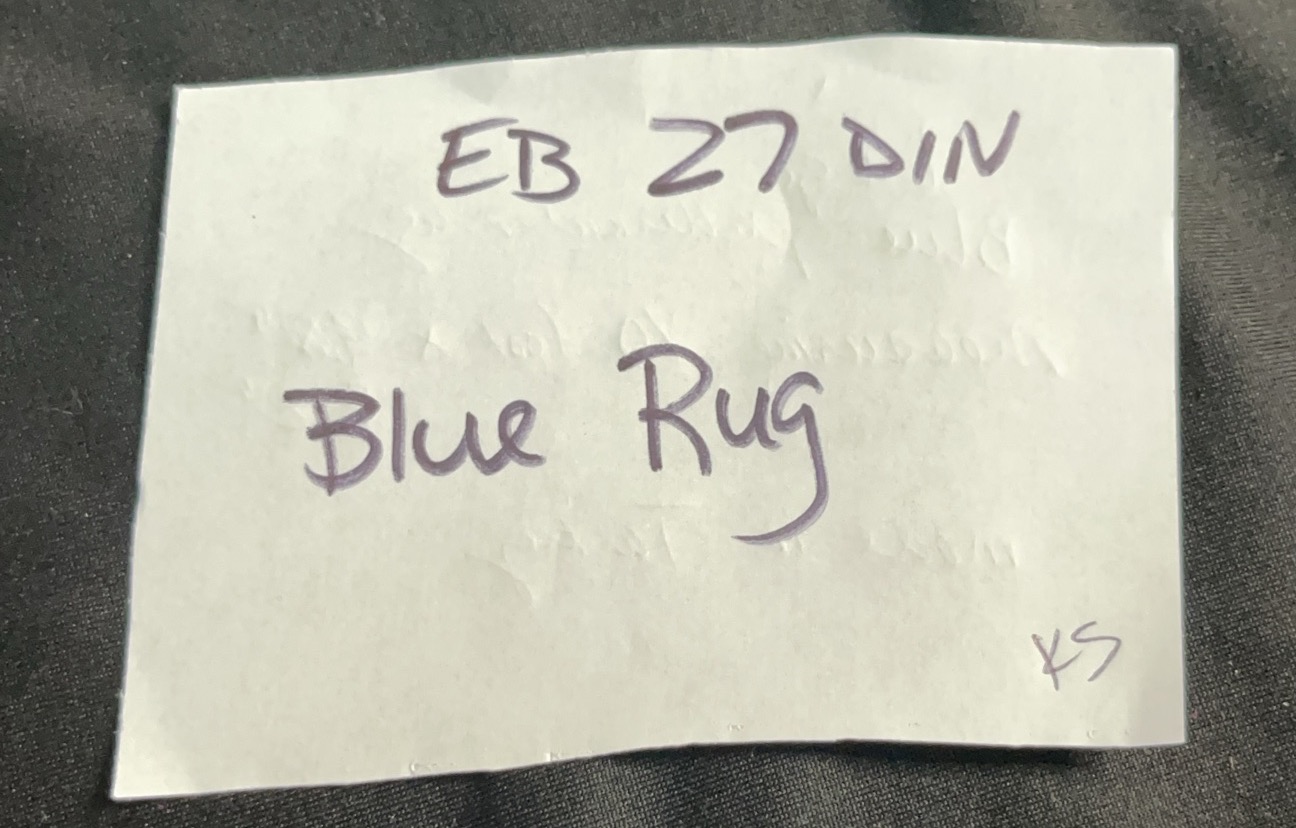 EB 27 DIN
Blue Rug
KS